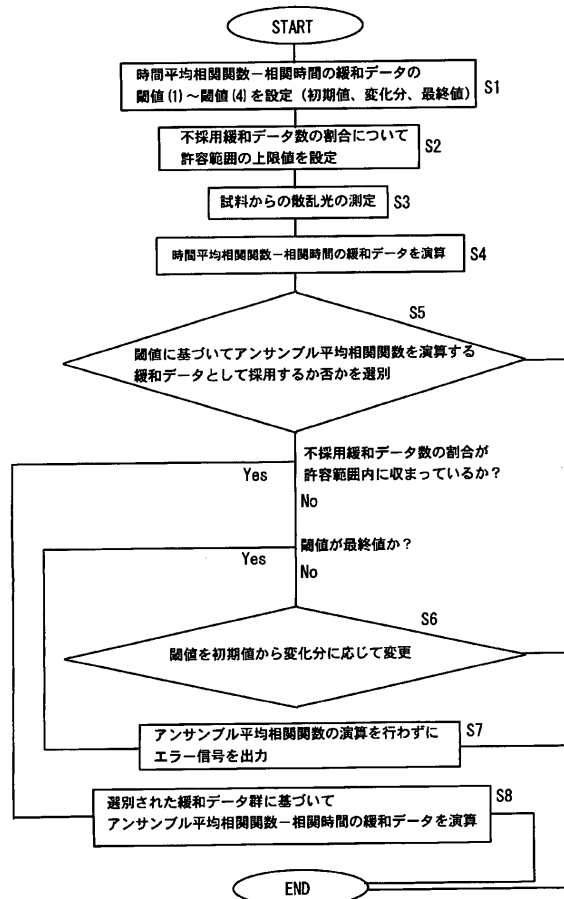 START
時間平均相関関数－相関時間の緩和データの
閾値(1)～閾値(4)を設定（初期値、変化分、最終値）
S1
不採用緩和データ数の割合について
許容範囲の上限値を設定
S2
試料からの散乱光の測定
S3
時間平均相関関数－相関時間の緩和データを演算
S4
S5
閾値に基づいてアンサンブル平均相関関数を演算する
緩和データとして採用するか否かを選別
不採用緩和データ数の割合が
許容範囲内に収まっているか？
Yes
No
閾値が最終値か？
Yes
No
S6
閾値を初期値から変化分に応じて変更
アンサンブル平均相関関数の演算を行わずに
エラー信号を出力
S7
選別された緩和データ群に基づいて
アンサンブル平均相関関数－相関時間の緩和データを演算
S8
END